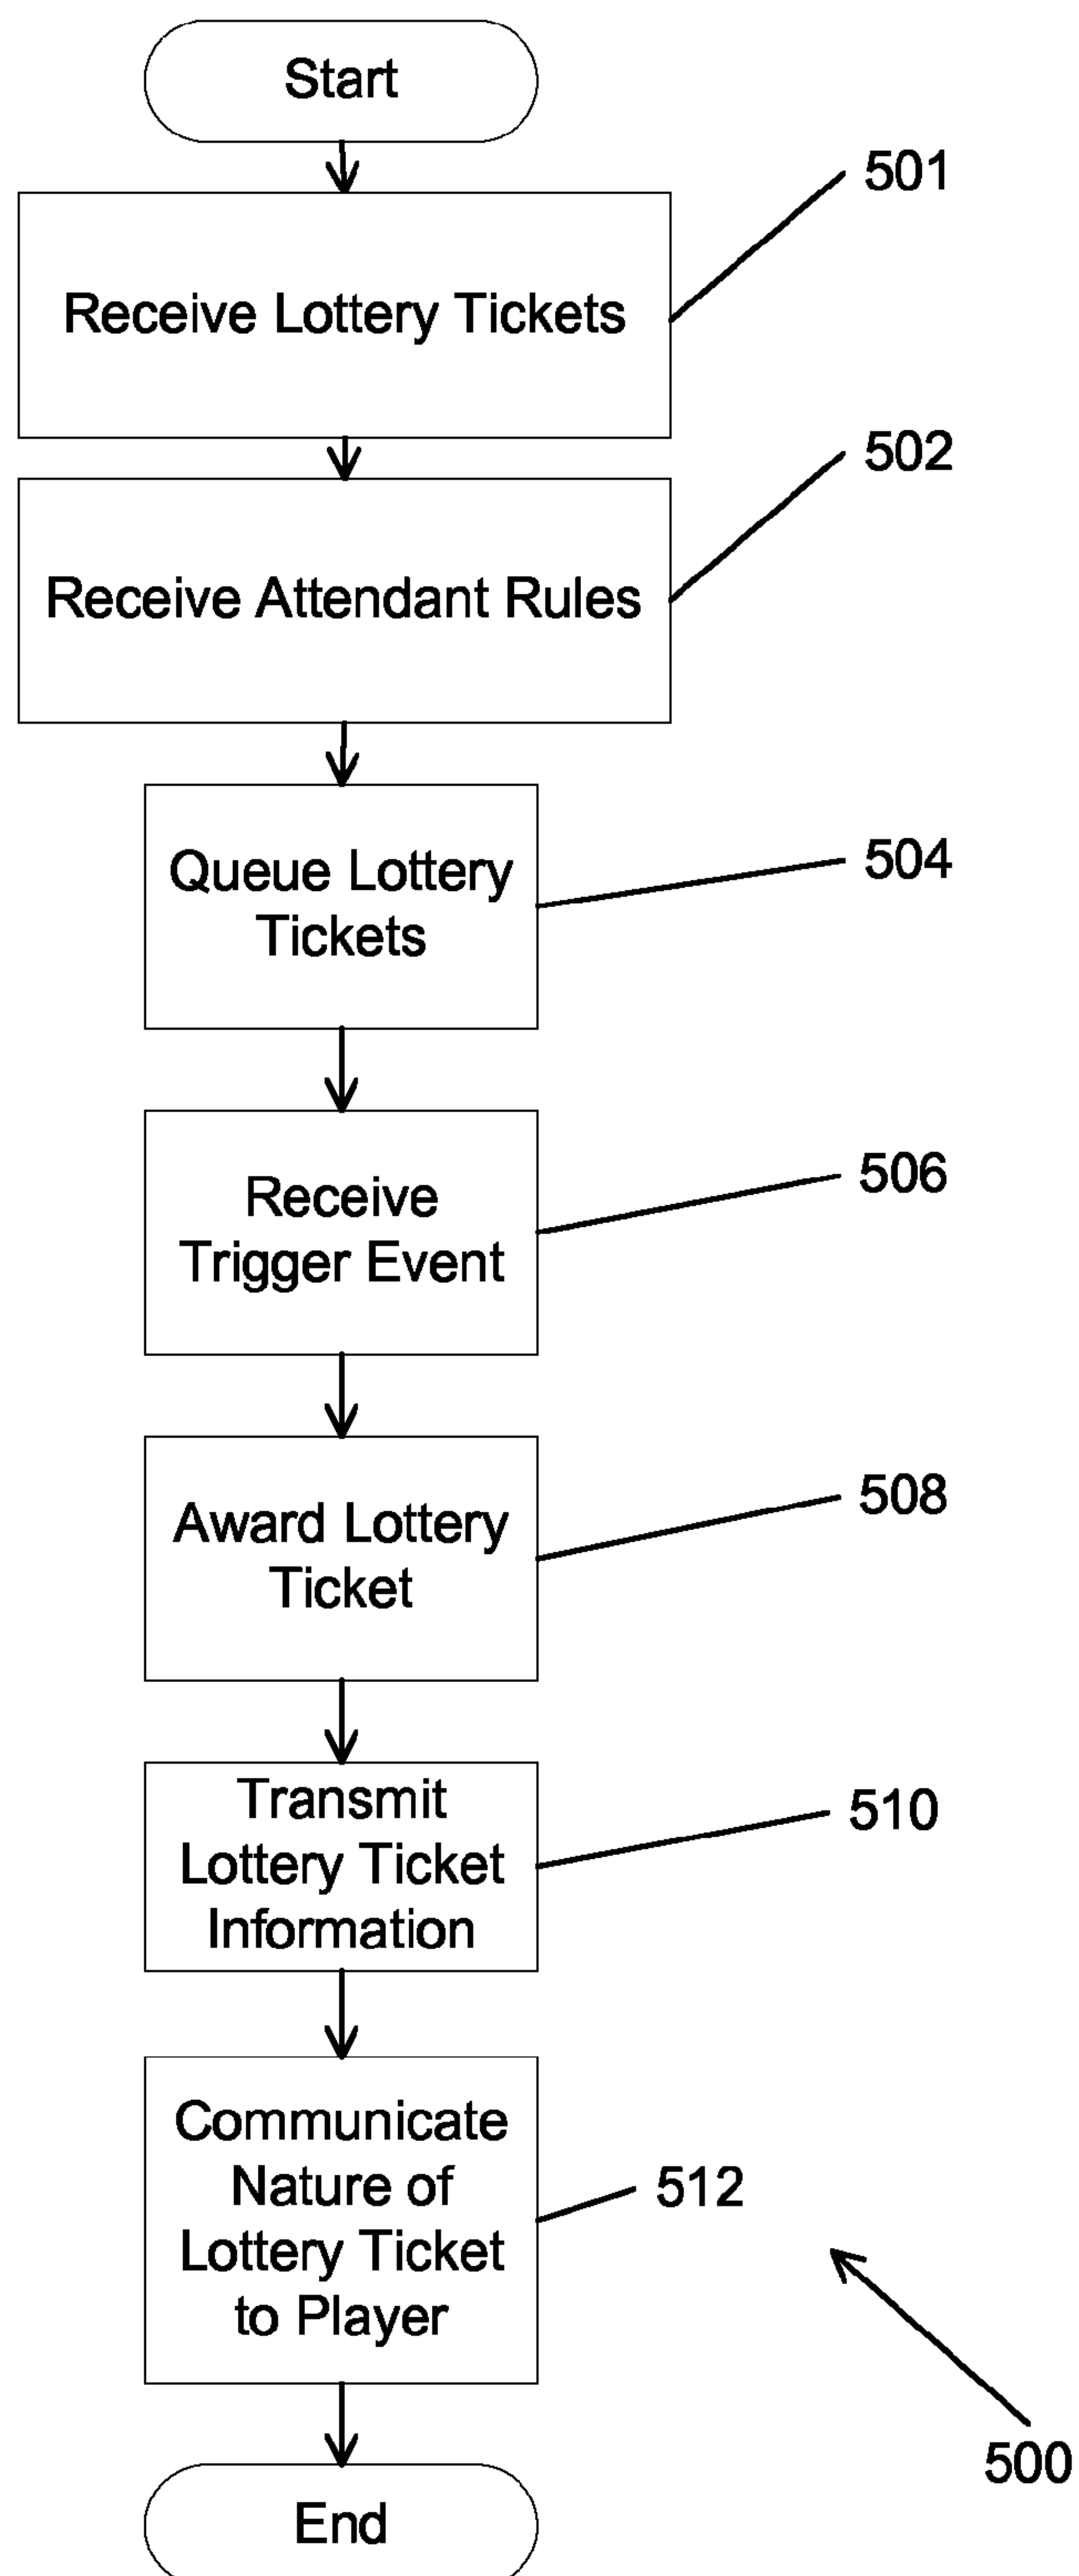 Start
501
Receive Lottery Tickets
502
Receive Attendant Rules
504
Queue Lottery
Tickets
506
Receive
Trigger Event
508
Award Lottery
Ticket
510
Transmit
Lottery Ticket
Information
512
Communicate
Nature of
Lottery Ticket
to Player
500
End